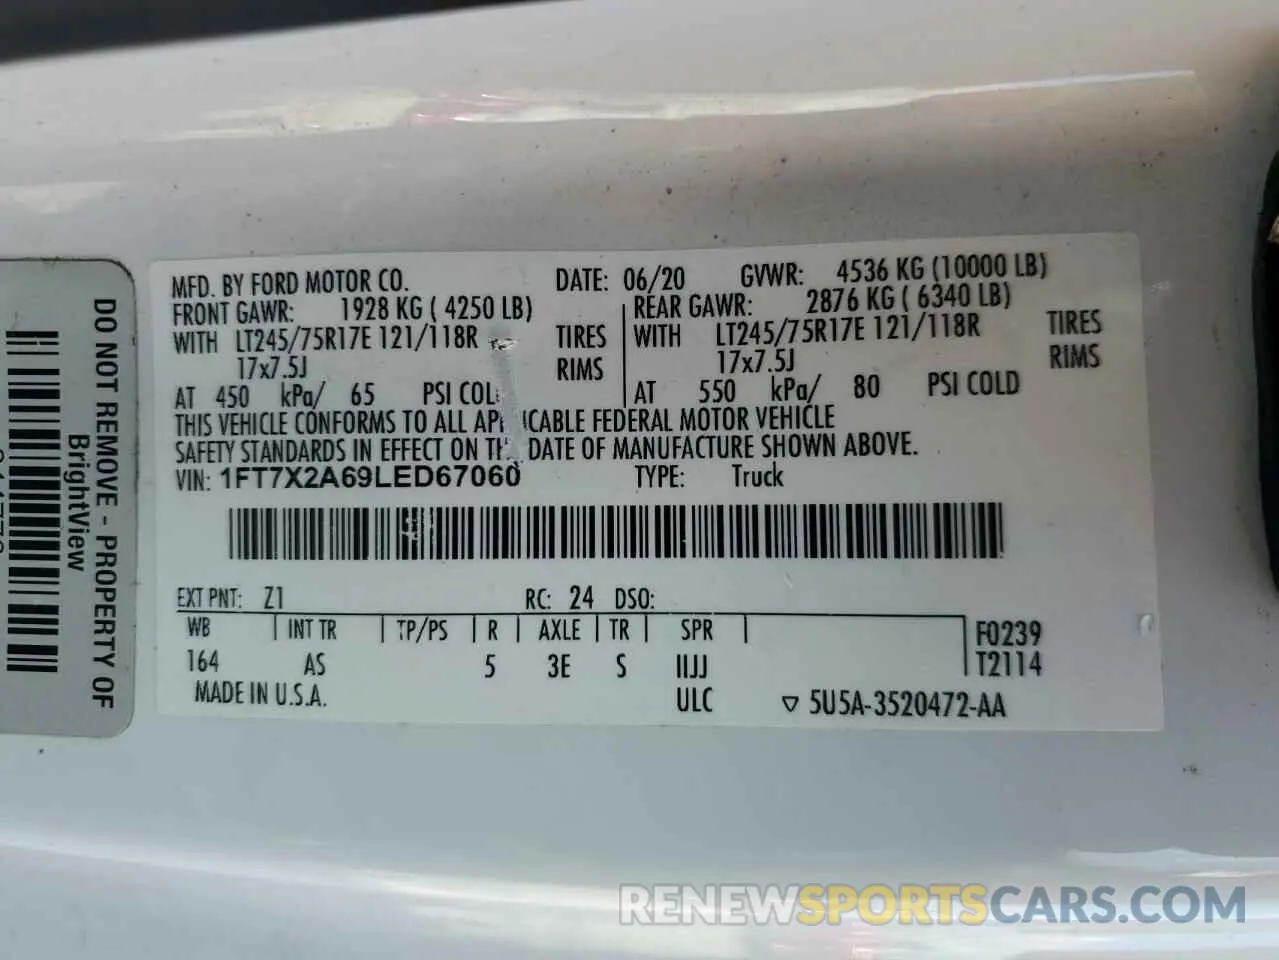 MFD. BY FORD MOTOR CO. DATE: 06/20 GVWR: 4536 KG (10000 LB)
FRONT GAWR: 1928 KG ( 4250 LB) REAR GAWR: 2876 KG ( 6340 LB)
WITH LT245/75R17E 121/118R TIRES WITH LT245/75R17E 121/118R TIRES
17x7.5J RIMS 17x7.5J RIMS
AT 450 kPa/ 65 PSI COL AT 550 kPa/ 80 PSI COLD
THIS VEHICLE CONFORMS TO ALL AP ICABLE FEDERAL MOTOR VEHICLE
SAFETY STANDARDS IN EFFECT ON TH DATE OF MANUFACTURE SHOWN ABOVE.
VIN: 1FT7X2A69LED67060 TYPE: Truck
EXT PNT: Z1 RC: 24 DSO:
WB INT TR TP/PS R AXLE TR SPR F0239
164 AS 5 3E S IIJJ T2114
MADE IN U.S.A. ULC ▽ 5U5A-3520472-AA
DO NOT REMOVE - PROPERTY OF
BrightView
RENEWSPORTSCARS.COM